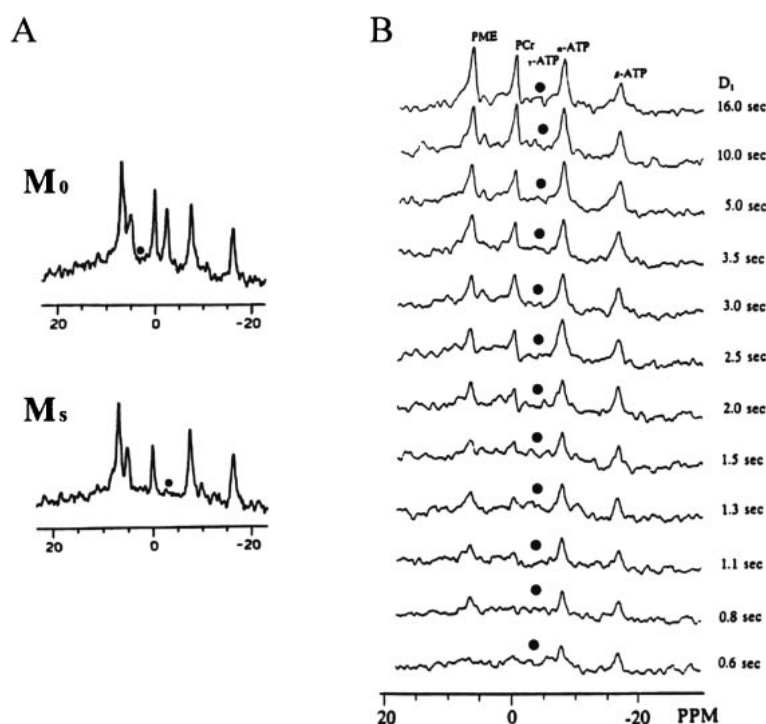 A
M₀
20 0 -20
Mₛ
20 0 -20
B
PME PCr γ-ATP α-ATP β-ATP
D₁
16.0 sec
10.0 sec
5.0 sec
3.5 sec
3.0 sec
2.5 sec
2.0 sec
1.5 sec
1.3 sec
1.1 sec
0.8 sec
0.6 sec
20 0 -20 PPM